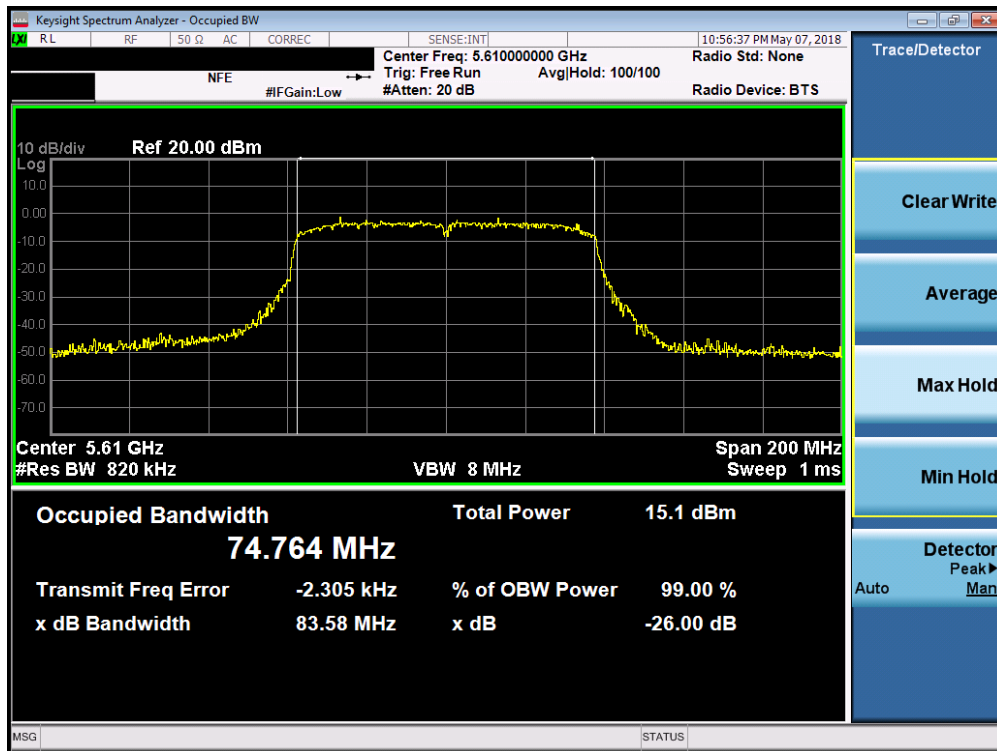 Keysight Spectrum Analyzer - Occupied BW
LXI RL RF 50 Ω AC CORREC SENSE:INT 10:56:37 PM May 07, 2018
Center Freq: 5.610000000 GHz Radio Std: None
NFE Trig: Free Run Avg|Hold: 100/100
#IFGain:Low #Atten: 20 dB Radio Device: BTS
Trace/Detector
10 dB/div Ref 20.00 dBm
Log
10.0
0.00
-10.0
-20.0
-30.0
-40.0
-50.0
-60.0
-70.0
Center 5.61 GHz Span 200 MHz
#Res BW 820 kHz VBW 8 MHz Sweep 1 ms
Occupied Bandwidth Total Power 15.1 dBm
74.764 MHz
Transmit Freq Error -2.305 kHz % of OBW Power 99.00 %
x dB Bandwidth 83.58 MHz x dB -26.00 dB
Clear Write
Average
Max Hold
Min Hold
Detector
Peak▶
Auto Man
MSG STATUS